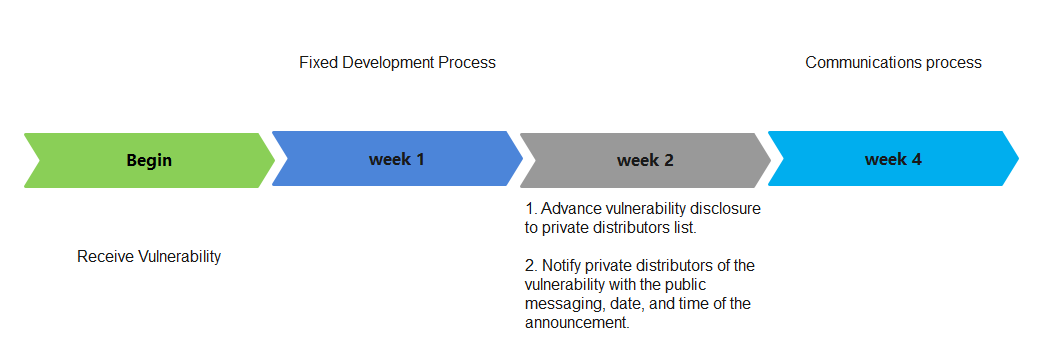 Fixed Development Process
Communications process
Begin
week 1
week 2
week 4
Receive Vulnerability
1. Advance vulnerability disclosure
to private distributors list.
2. Notify private distributors of the
vulnerability with the public
messaging, date, and time of the
announcement.